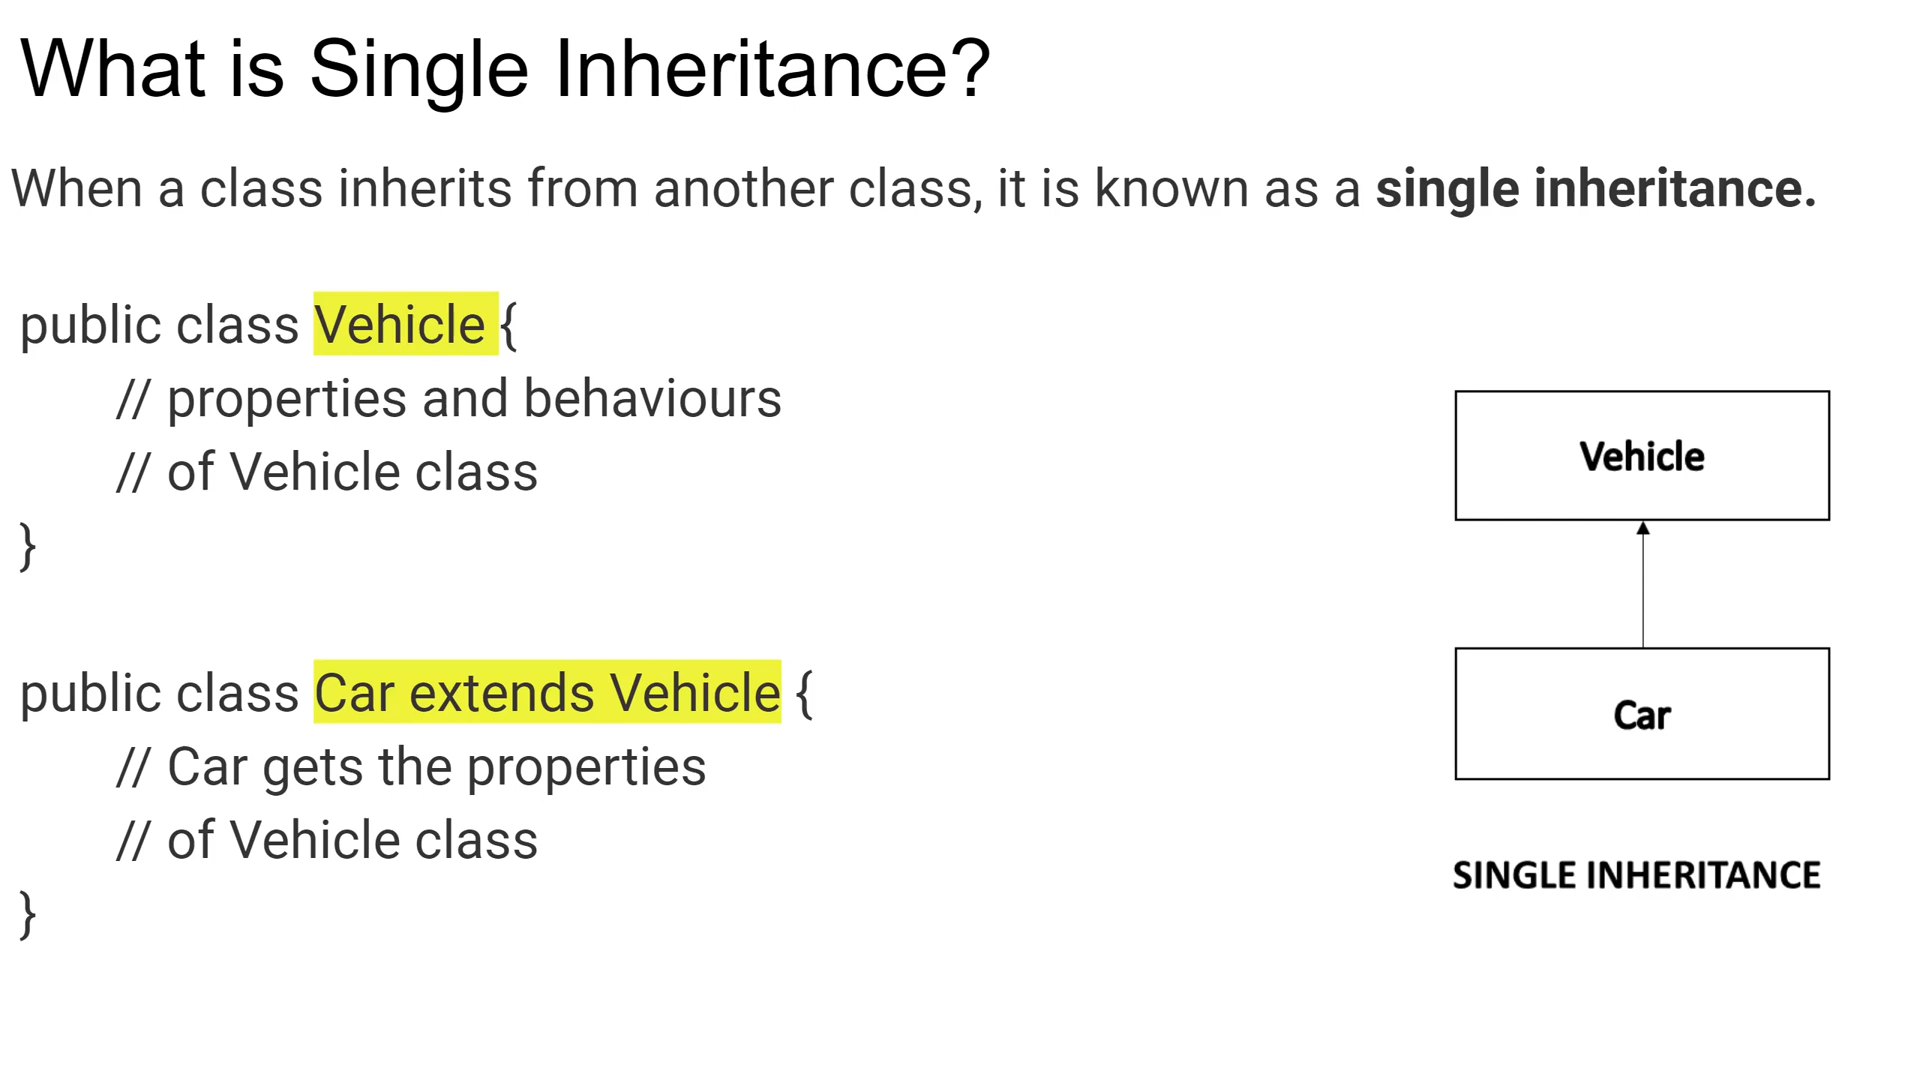 What is Single Inheritance?
When a class inherits from another class, it is known as a single inheritance.
public class Vehicle {
// properties and behaviours
// of Vehicle class
}
public class Car extends Vehicle {
// Car gets the properties
// of Vehicle class
}
Vehicle
Car
SINGLE INHERITANCE